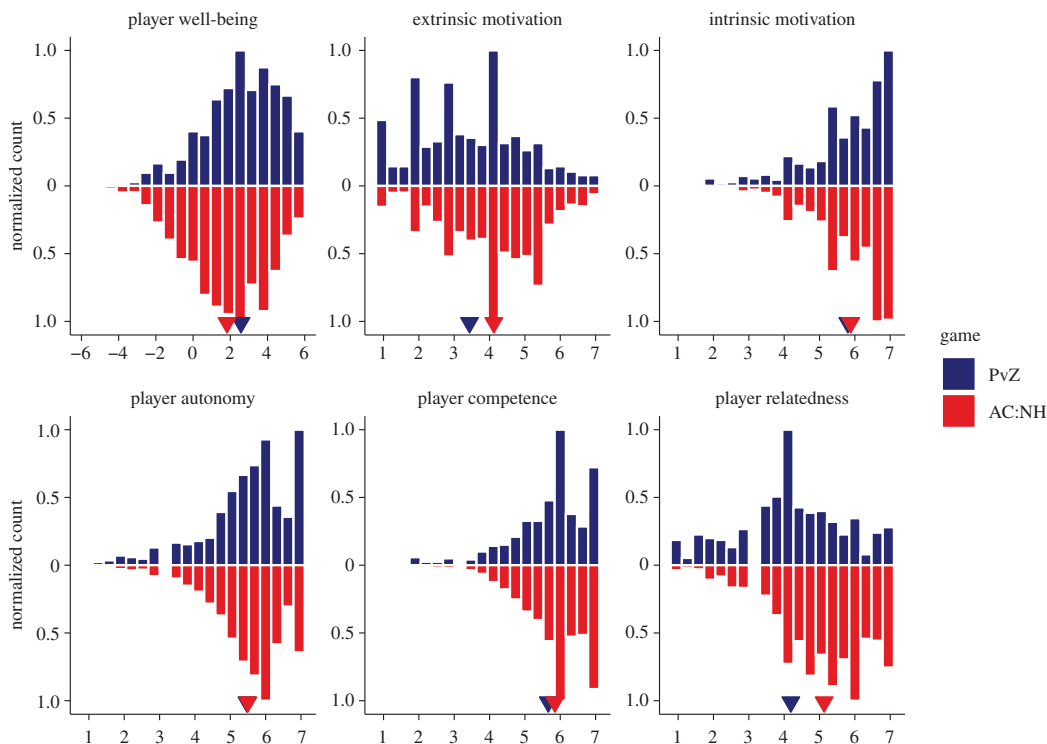 player well-being
extrinsic motivation
intrinsic motivation
normalized count
1.0
0.5
0
0.5
1.0
1.0
0.5
0
0.5
1.0
1.0
0.5
0
0.5
1.0
−6 −4 −2 0 2 4 6
1 2 3 4 5 6 7
1 2 3 4 5 6 7
game
PvZ
AC:NH
player autonomy
player competence
player relatedness
normalized count
1.0
0.5
0
0.5
1.0
1.0
0.5
0
0.5
1.0
1.0
0.5
0
0.5
1.0
1 2 3 4 5 6 7
1 2 3 4 5 6 7
1 2 3 4 5 6 7